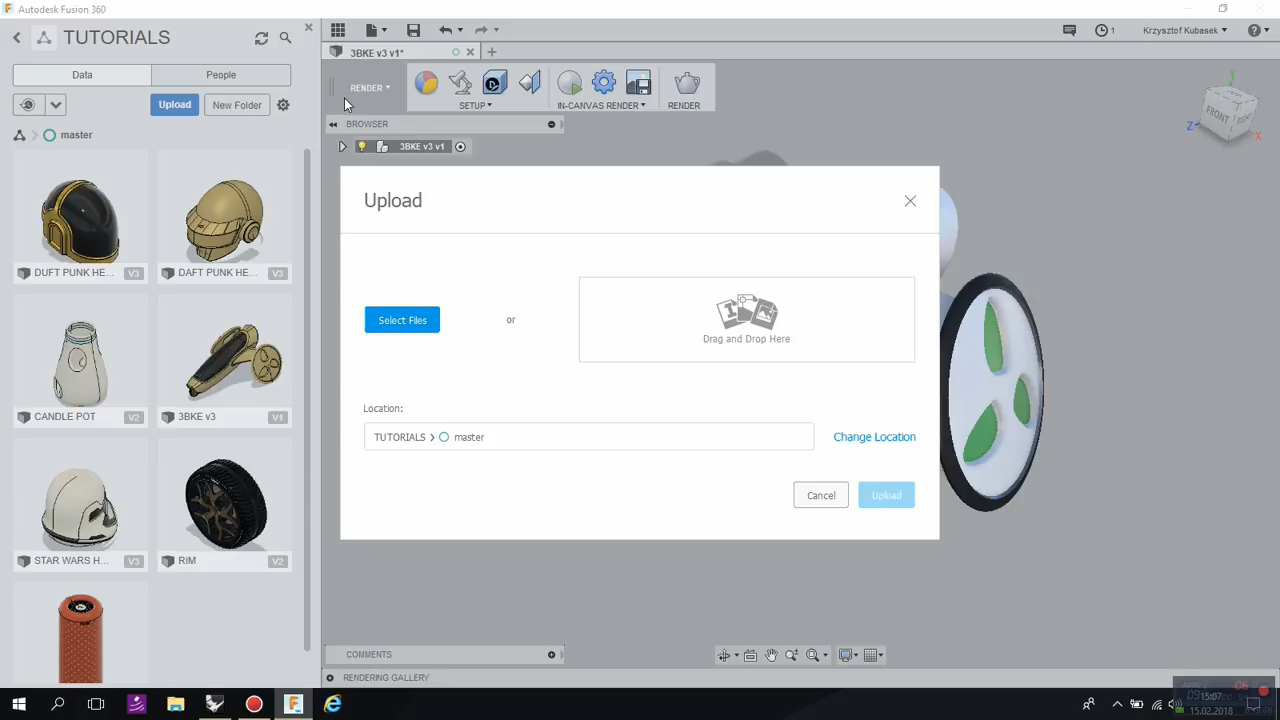 Autodesk Fusion 360
TUTORIALS
Data
People
Upload
New Folder
master
DUFT PUNK HE...
V3
DAFT PUNK HE...
V3
CANDLE POT
V2
3BKE v3
V1
STAR WARS H...
V3
RIM
V2
1
Krzysztof Kubasek
3BKE v3 v1*
RENDER
SETUP
IN-CANVAS RENDER
RENDER
BROWSER
3BKE v3 v1
FRONT
Y
Z
X
Upload
Select Files
or
Drag and Drop Here
Location:
TUTORIALS > master
Change Location
Cancel
Upload
COMMENTS
RENDERING GALLERY
15:07
15.02.2018